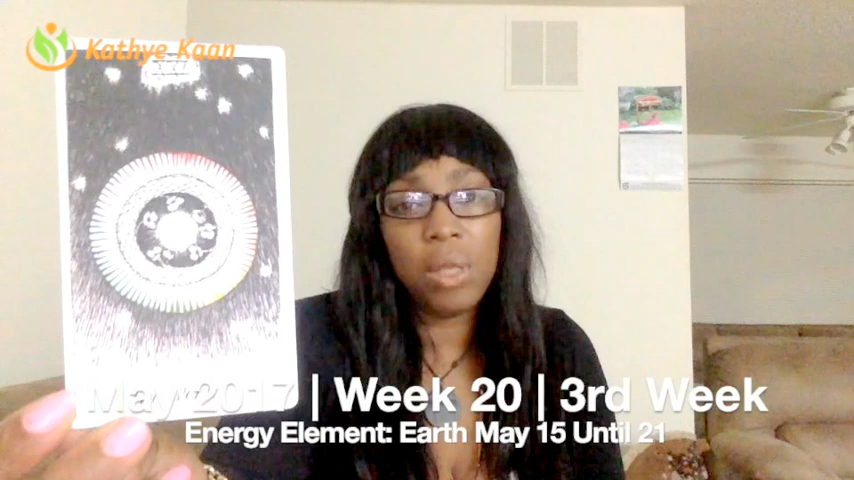 Kathye Kaan
May 2017 | Week 20 | 3rd Week
Energy Element: Earth May 15 Until 21